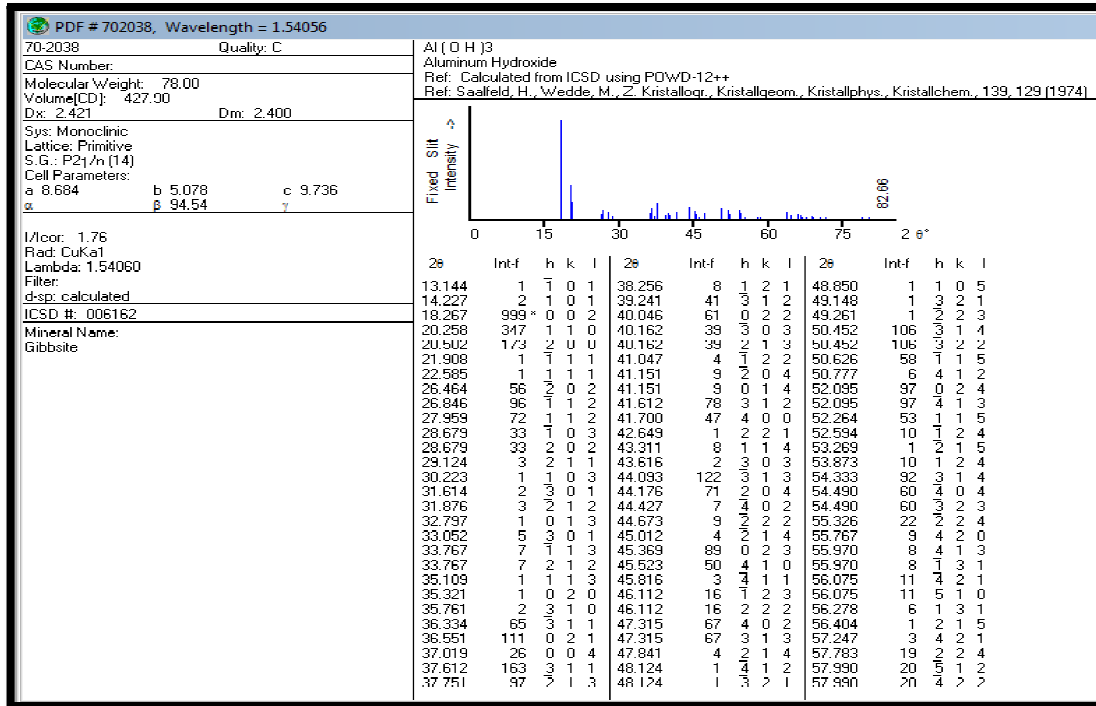 PDF # 702038, Wavelength = 1.54056
70-2038 Quality: C
CAS Number:
Molecular Weight: 78.00
Volume[CD]: 427.90
Dx: 2.421 Dm: 2.400
Sys: Monoclinic
Lattice: Primitive
S.G.: P21/n (14)
Cell Parameters:
a 8.684 b 5.078 c 9.736
α β 94.54 γ
I/Icor: 1.76
Rad: CuKa1
Lambda: 1.54060
Filter:
d-sp: calculated
ICSD #: 006162
Mineral Name:
Gibbsite
Al ( O H )3
Aluminum Hydroxide
Ref: Calculated from ICSD using POWD-12++
Ref: Saalfeld, H., Wedde, M., Z. Kristallogr., Kristallgeom., Kristallphys., Kristallchem., 139, 129 (1974)
Fixed Slit
Intensity ->
82.66
0 15 30 45 60 75 2 θ°
2θ Int-f h k l 2θ Int-f h k l 2θ Int-f h k l
13.144 1 1̄ 0 1 38.256 8 1 2 1 48.850 1 1 0 5
14.227 2 1 0 1 39.241 41 3̄ 1 2 49.148 1 3 2 1
18.267 999* 0 0 2 40.046 61 0 2 2 49.261 1 2̄ 2 3
20.258 347 1 1 0 40.162 39 3̄ 0 3 50.452 106 3̄ 1 4
20.502 173 2 0 0 40.162 39 2 1 3 50.452 106 3̄ 2 2
21.908 1 1̄ 1 1 41.047 4 1̄ 2 2 50.626 58 1̄ 1 5
22.585 1 1 1 1 41.151 9 2̄ 0 4 50.777 6 4 1 2
26.464 56 2̄ 0 2 41.151 9 0 1 4 52.095 97 0 2 4
26.846 96 1̄ 1 2 41.612 78 3 1 2 52.095 97 4̄ 1 3
27.959 72 1 1 2 41.700 47 4 0 0 52.264 53 1 1 5
28.679 33 1̄ 0 3 42.649 1 2 2 1 52.594 10 1̄ 2 4
28.679 33 2 0 2 43.311 8 1 1 4 53.269 1 2̄ 1 5
29.124 3 2 1 1 43.616 2 3 0 3 53.873 10 1 2 4
30.223 1 1 0 3 44.093 122 3̄ 1 3 54.333 92 3 1 4
31.614 2 3̄ 0 1 44.176 71 2 0 4 54.490 60 4̄ 0 4
31.876 3 2̄ 1 2 44.427 7 4̄ 0 2 54.490 60 3̄ 2 3
32.797 1 0 1 3 44.673 9 2̄ 2 2 55.326 22 2̄ 2 4
33.052 5 3 0 1 45.012 4 2̄ 1 4 55.767 9 4 2 0
33.767 7 1̄ 1 3 45.369 89 0 2 3 55.970 8 4 1 3
33.767 7 2 1 2 45.523 50 4 1 0 55.970 8 1̄ 3 1
35.109 1 1 1 3 45.816 3 4̄ 1 1 56.075 11 4 2 1
35.321 1 0 2 0 46.112 16 1̄ 2 3 56.075 11 5 1 0
35.761 2 3 1 0 46.112 16 2 2 2 56.278 6 1 3 1
36.334 65 3̄ 1 1 47.315 67 4 0 2 56.404 1 2 1 5
36.551 111 0 2 1 47.315 67 3 1 3 57.247 3 4 2 1
37.019 26 0 0 4 47.841 4 2 1 4 57.783 19 2 2 4
37.612 163 3 1 1 48.124 1 4̄ 1 2 57.990 20 5̄ 1 2
37.751 97 2̄ 1 3 48.124 1 3̄ 2 1 57.990 20 4̄ 2 2